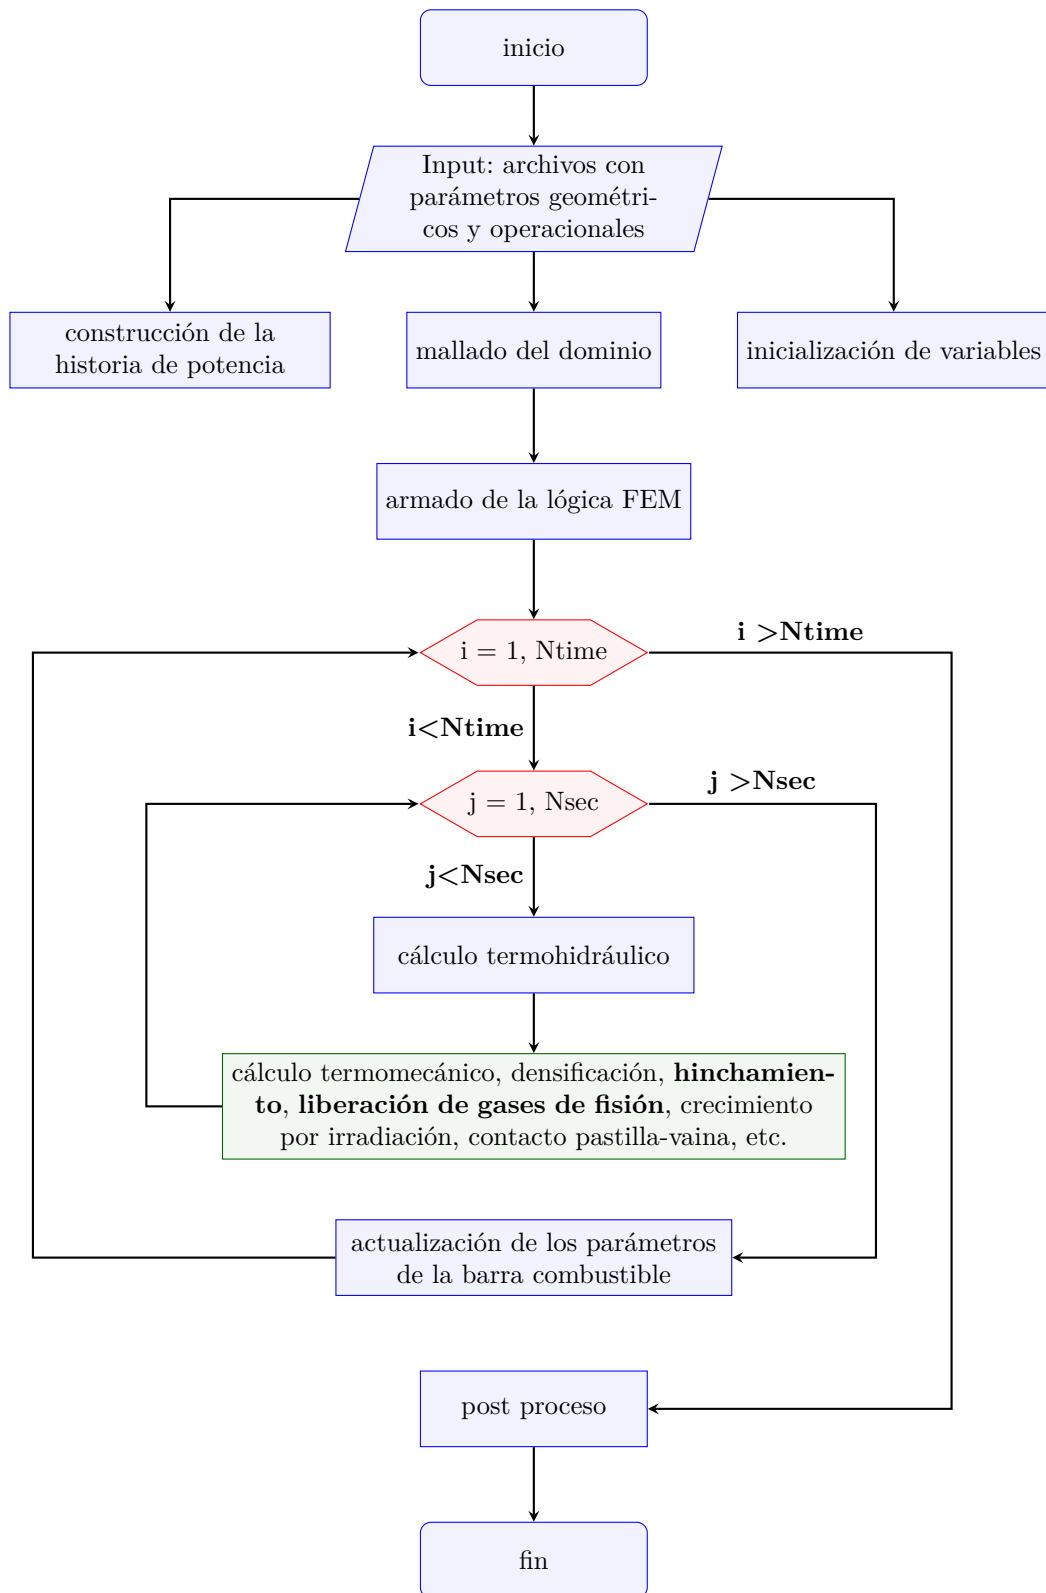 inicio
Input: archivos con
parámetros geométri-
cos y operacionales
construcción de la
historia de potencia
mallado del dominio
inicialización de variables
armado de la lógica FEM
i = 1, Ntime
i >Ntime
i<Ntime
j = 1, Nsec
j >Nsec
j<Nsec
cálculo termohidráulico
cálculo termomecánico, densificación, hinchamien-
to, liberación de gases de fisión, crecimiento
por irradiación, contacto pastilla-vaina, etc.
actualización de los parámetros
de la barra combustible
post proceso
fin